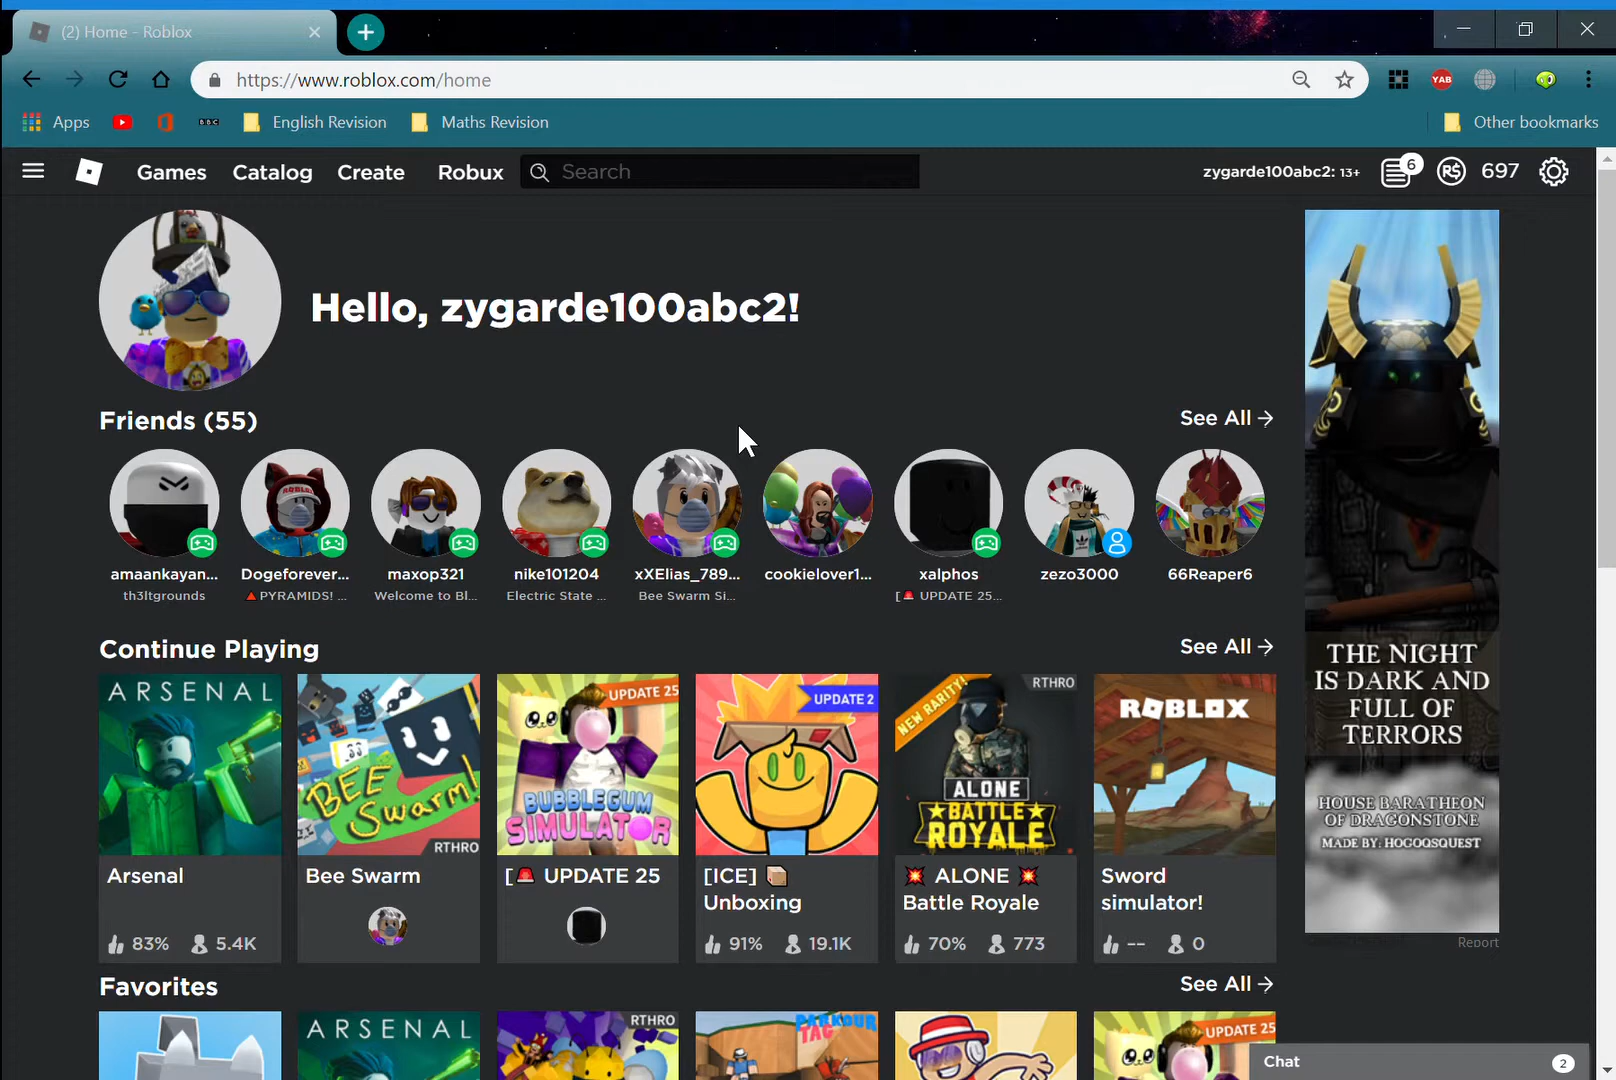 (2) Home - Roblox
https://www.roblox.com/home
YAB
Apps
BBC
English Revision
Maths Revision
Other bookmarks
Games
Catalog
Create
Robux
Search
zygarde100abc2: 13+
6
R$
697
Hello, zygarde100abc2!
Friends (55)
See All
amaankayan...
Dogeforever...
maxop321
nike101204
xXElias_789...
cookielover1...
xalphos
zezo3000
66Reaper6
th3ltgrounds
🔺PYRAMIDS! ...
Welcome to Bl...
Electric State ...
Bee Swarm Si...
[🚨 UPDATE 25...
Continue Playing
See All
ARSENAL
BEE Swarm!
RTHRO
UPDATE 25
BUBBLEGUM
SIMULATOR
UPDATE 2
NEW RARITY!
RTHRO
ALONE
BATTLE
ROYALE
ROBLOX
Arsenal
83%
5.4K
Bee Swarm
[🚨 UPDATE 25
[ICE] 📦
Unboxing
91%
19.1K
💥 ALONE 💥
Battle Royale
70%
773
Sword
simulator!
--
0
THE NIGHT
IS DARK AND
FULL OF
TERRORS
HOUSE BARATHEON
OF DRAGONSTONE
MADE BY: HOGOQSQUEST
Report
Favorites
See All
ARSENAL
RTHRO
PARKOUR
TAG
UPDATE 25
Chat
2